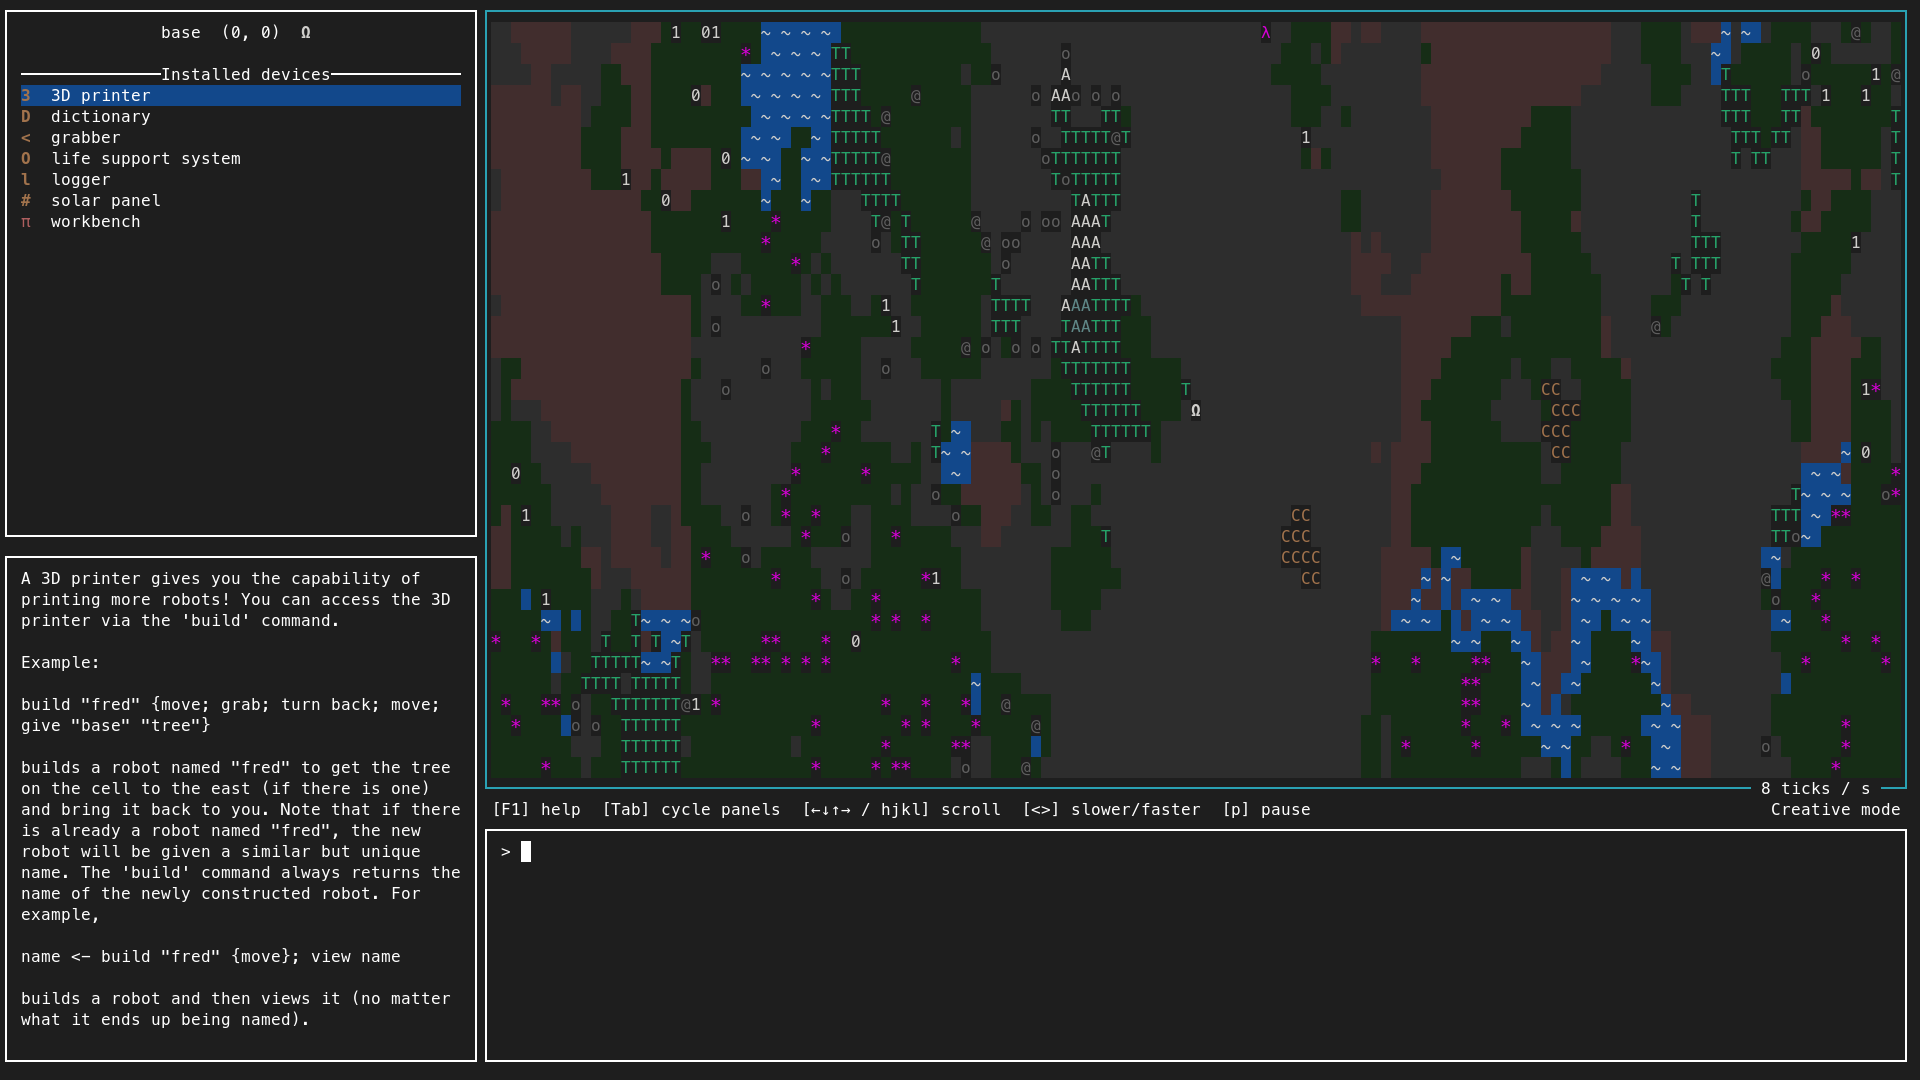 base (0, 0) Ω
Installed devices
3 3D printer
D dictionary
< grabber
O life support system
l logger
# solar panel
π workbench
A 3D printer gives you the capability of
printing more robots! You can access the 3D
printer via the 'build' command.
Example:
build "fred" {move; grab; turn back; move;
give "base" "tree"}
builds a robot named "fred" to get the tree
on the cell to the east (if there is one)
and bring it back to you. Note that if there
is already a robot named "fred", the new
robot will be given a similar but unique
name. The 'build' command always returns the
name of the newly constructed robot. For
example,
name <- build "fred" {move}; view name
builds a robot and then views it (no matter
what it ends up being named).
8 ticks / s
[F1] help [Tab] cycle panels [←↓↑→ / hjkl] scroll [<>] slower/faster [p] pause
Creative mode
>